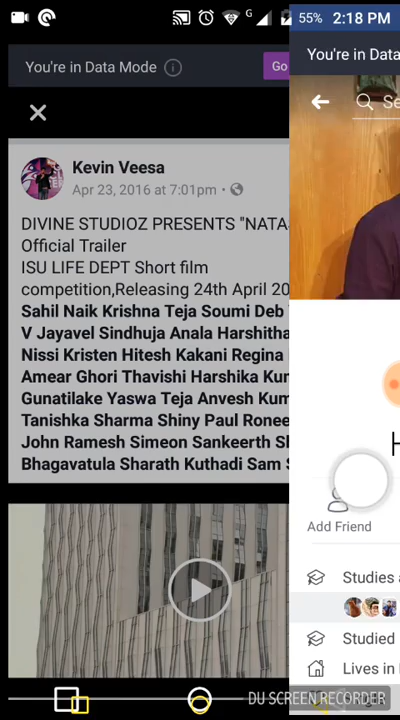 G
55% 2:18 PM
You're in Data Mode
Go
You're in Data
Se
Kevin Veesa
Apr 23, 2016 at 7:01pm
DIVINE STUDIOZ PRESENTS "NATA
Official Trailer
ISU LIFE DEPT Short film
competition,Releasing 24th April 20
Sahil Naik Krishna Teja Soumi Deb
V Jayavel Sindhuja Anala Harshitha
Nissi Kristen Hitesh Kakani Regina
Amear Ghori Thavishi Harshika Kun
Gunatilake Yaswa Teja Anvesh Kum
Tanishka Sharma Shiny Paul Ronee
John Ramesh Simeon Sankeerth Sh
Bhagavatula Sharath Kuthadi Sam S
H
Add Friend
Studies a
Studied
Lives in
DU SCREEN RECORDER